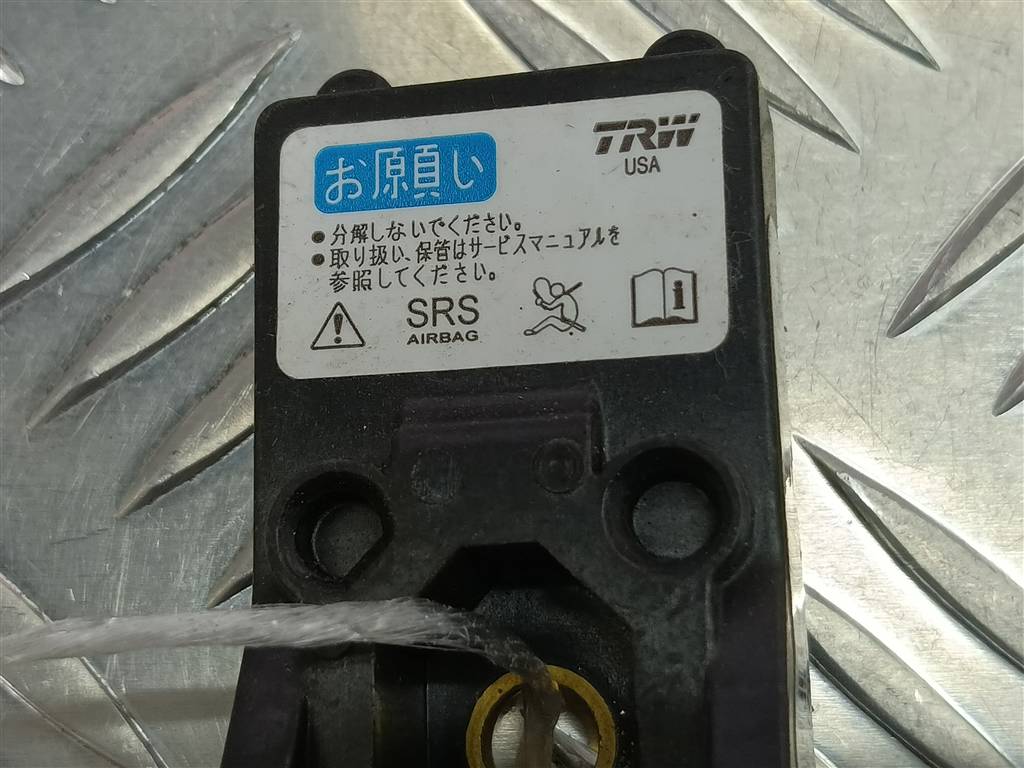 TRW
USA
お願い
● 分解しないでください。
● 取り扱い、保管はサービスマニュアルを
参照してください。
SRS
AIRBAG